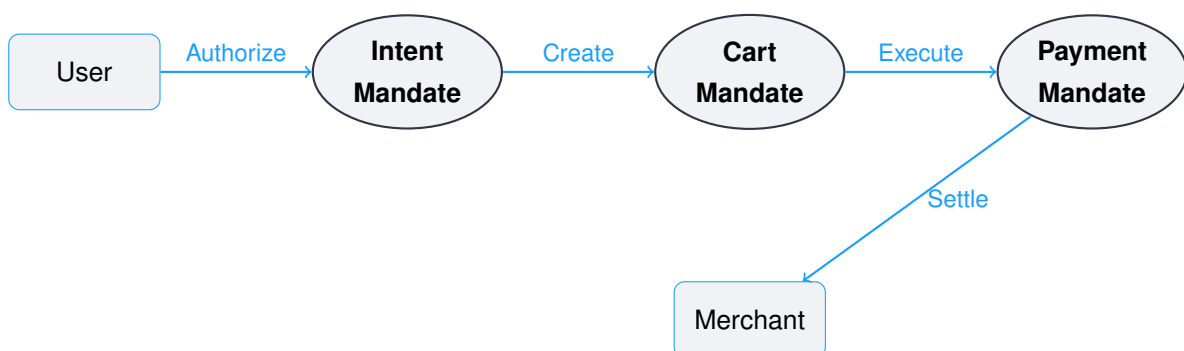 User
Authorize
Intent
Mandate
Create
Cart
Mandate
Execute
Payment
Mandate
Settle
Merchant